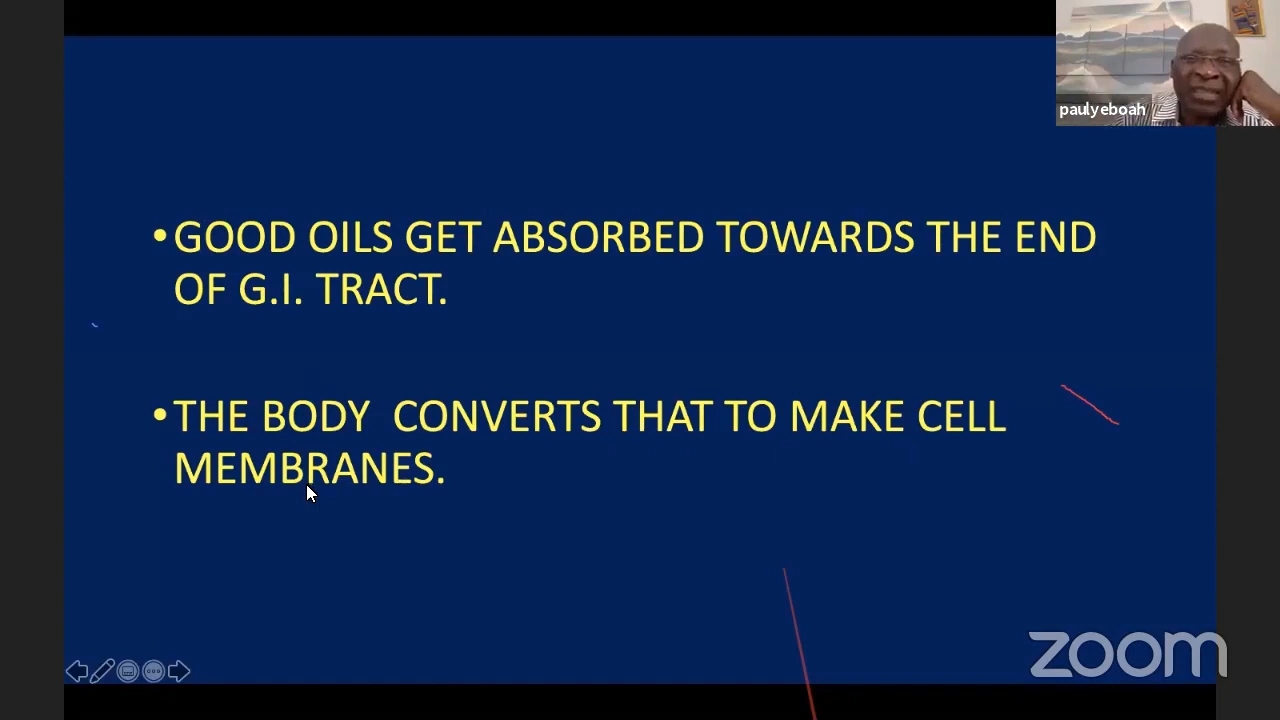 paulyeboah
•GOOD OILS GET ABSORBED TOWARDS THE END
OF G.I. TRACT.
•THE BODY CONVERTS THAT TO MAKE CELL
MEMBRANES.
zoom